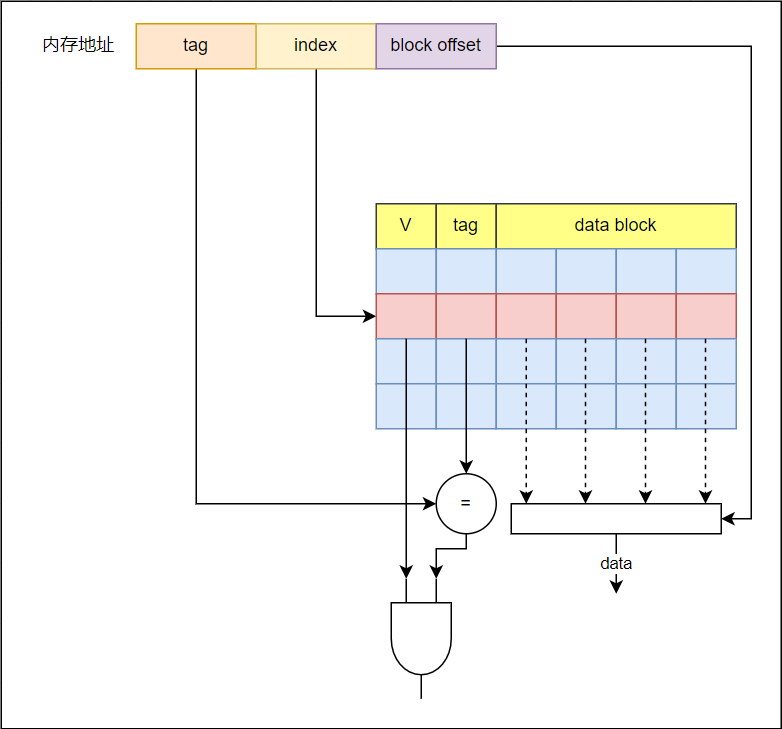 内存地址 tag index block offset
V tag data block
=
data